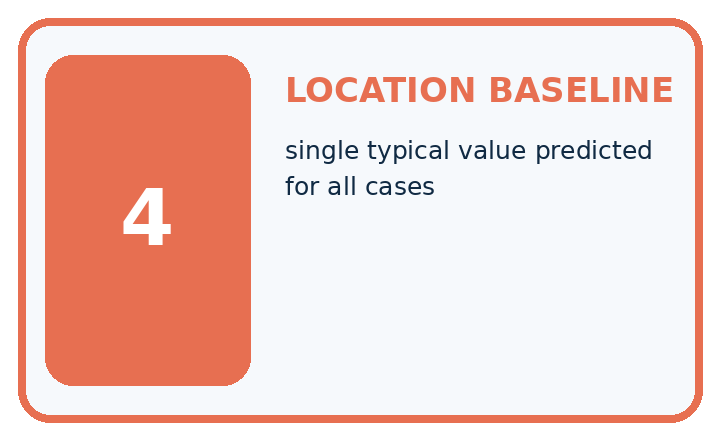 4
LOCATION BASELINE
single typical value predicted
for all cases